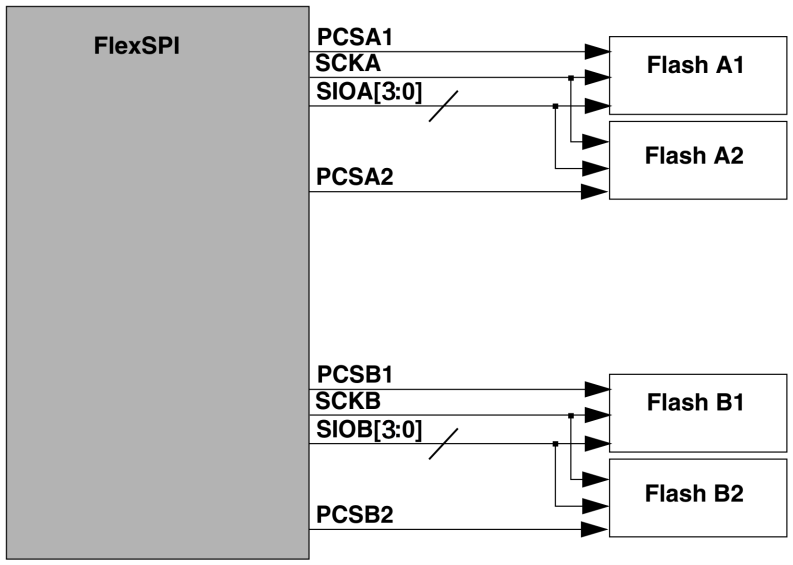 FlexSPI
PCSA1
SCKA
SIOA[3:0]
PCSA2
Flash A1
Flash A2
PCSB1
SCKB
SIOB[3:0]
PCSB2
Flash B1
Flash B2